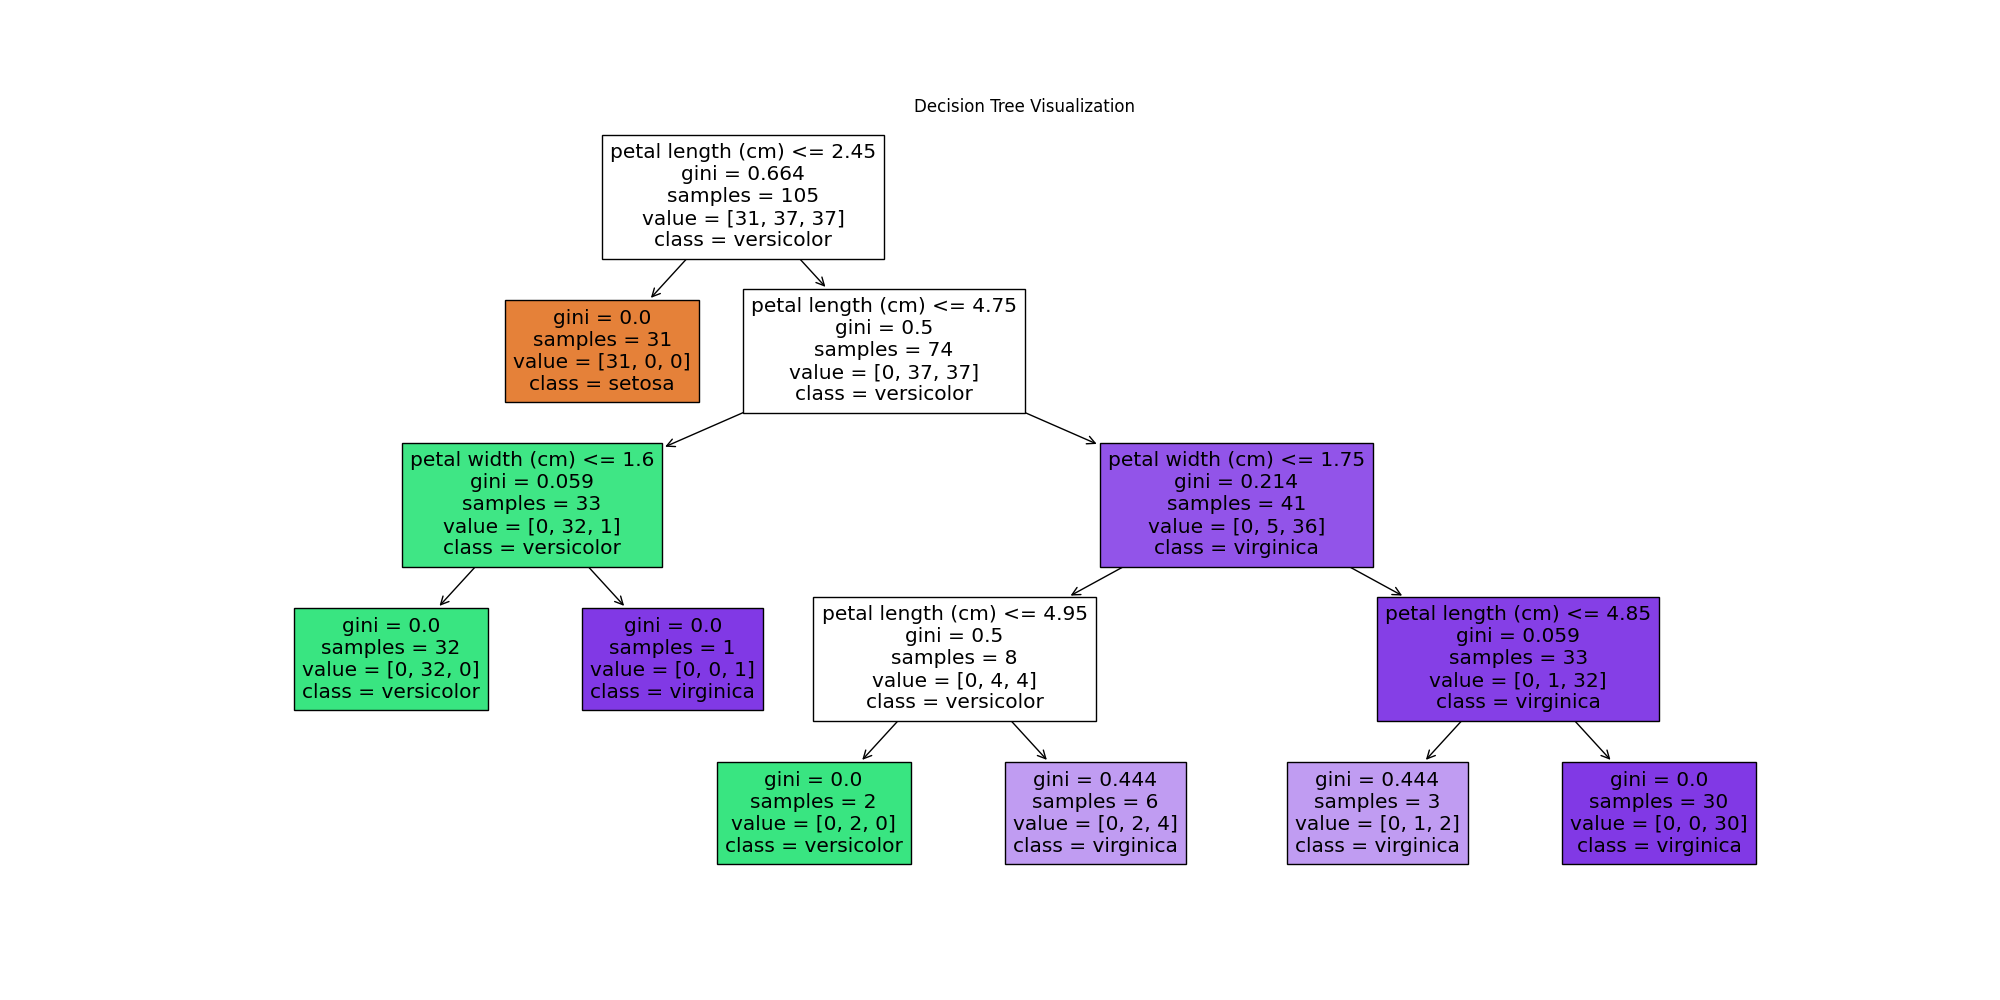 Decision Tree Visualization
petal length (cm) <= 2.45
gini = 0.664
samples = 105
value = [31, 37, 37]
class = versicolor
gini = 0.0
samples = 31
value = [31, 0, 0]
class = setosa
petal length (cm) <= 4.75
gini = 0.5
samples = 74
value = [0, 37, 37]
class = versicolor
petal width (cm) <= 1.6
gini = 0.059
samples = 33
value = [0, 32, 1]
class = versicolor
petal width (cm) <= 1.75
gini = 0.214
samples = 41
value = [0, 5, 36]
class = virginica
gini = 0.0
samples = 32
value = [0, 32, 0]
class = versicolor
gini = 0.0
samples = 1
value = [0, 0, 1]
class = virginica
petal length (cm) <= 4.95
gini = 0.5
samples = 8
value = [0, 4, 4]
class = versicolor
petal length (cm) <= 4.85
gini = 0.059
samples = 33
value = [0, 1, 32]
class = virginica
gini = 0.0
samples = 2
value = [0, 2, 0]
class = versicolor
gini = 0.444
samples = 6
value = [0, 2, 4]
class = virginica
gini = 0.444
samples = 3
value = [0, 1, 2]
class = virginica
gini = 0.0
samples = 30
value = [0, 0, 30]
class = virginica